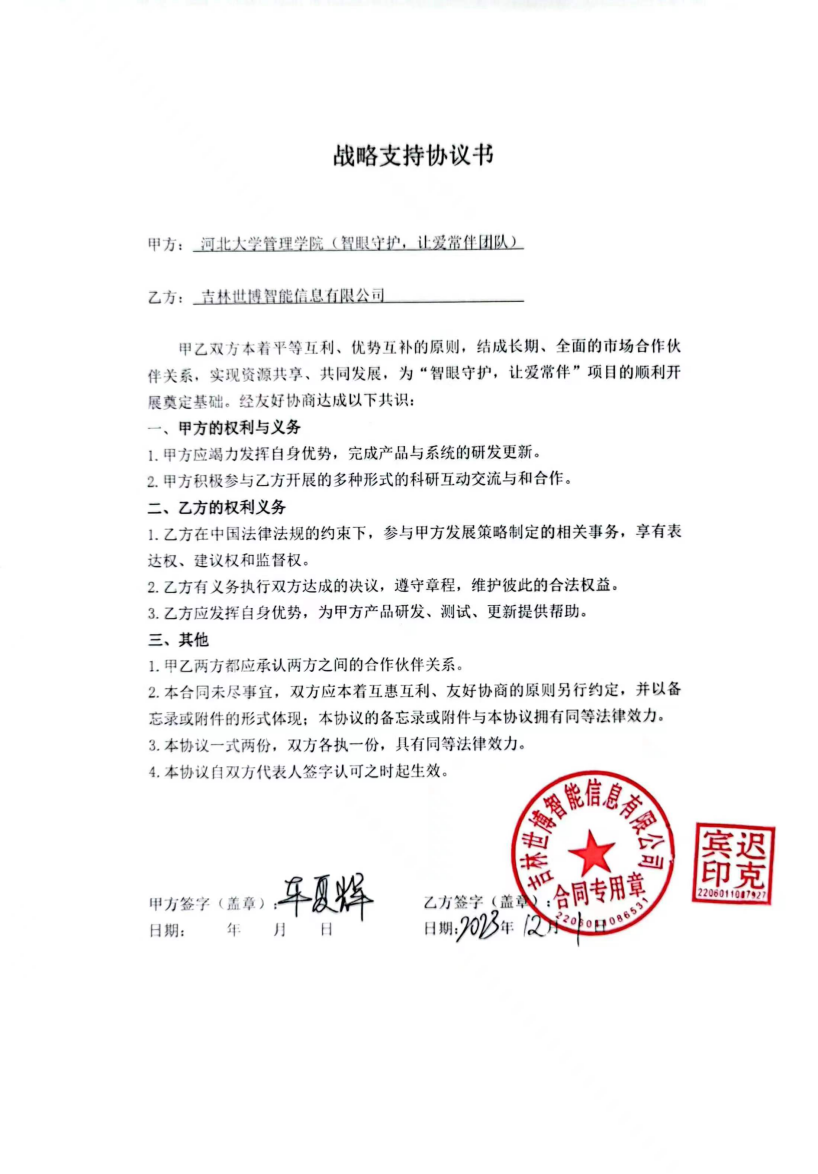 战略支持协议书
甲方： 河北大学管理学院（智眼守护，让爱常伴团队）
乙方： 吉林世博智能信息有限公司
甲乙双方本着平等互利、优势互补的原则，结成长期、全面的市场合作伙
伴关系，实现资源共享、共同发展，为“智眼守护，让爱常伴”项目的顺利开
展奠定基础。经友好协商达成以下共识：
一、甲方的权利与义务
1.甲方应竭力发挥自身优势，完成产品与系统的研发更新。
2.甲方积极参与乙方开展的多种形式的科研互动交流与和合作。
二、乙方的权利义务
1.乙方在中国法律法规的约束下，参与甲方发展策略制定的相关事务，享有表
达权、建议权和监督权。
2.乙方有义务执行双方达成的决议，遵守章程，维护彼此的合法权益。
3.乙方应发挥自身优势，为甲方产品研发、测试、更新提供帮助。
三、其他
1.甲乙两方都应承认两方之间的合作伙伴关系。
2.本合同未尽事宜，双方应本着互惠互利、友好协商的原则另行约定，并以备
忘录或附件的形式体现；本协议的备忘录或附件与本协议拥有同等法律效力。
3.本协议一式两份，双方各执一份，具有同等法律效力。
4.本协议自双方代表人签字认可之时起生效。
吉林世博智能信息有限公司
合同专用章
2206011086531
迟克宾印
2206011087927
甲方签字（盖章）：车夏辉
乙方签字（盖章）：
日期： 年 月 日
日期：2023年 12月 1日